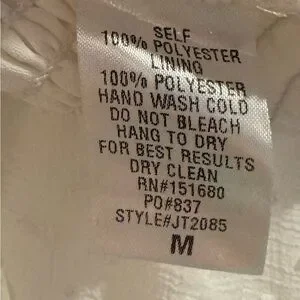 SELF
100% POLYESTER
LINING
100% POLYESTER
HAND WASH COLD
DO NOT BLEACH
HANG TO DRY
FOR BEST RESULTS
DRY CLEAN
RN#151680
PO#837
STYLE#JT2085
M